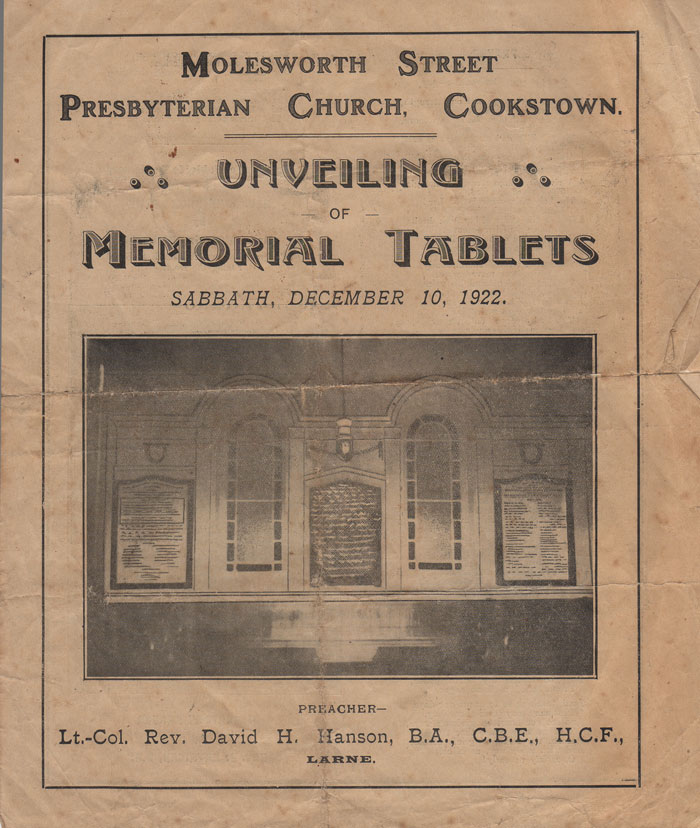 MOLESWORTH STREET
PRESBYTERIAN CHURCH, COOKSTOWN.
UNVEILING
— OF —
MEMORIAL TABLETS
SABBATH, DECEMBER 10, 1922.
PREACHER—
Lt.-Col. Rev. David H. Hanson, B.A., C.B.E., H.C.F.,
LARNE.